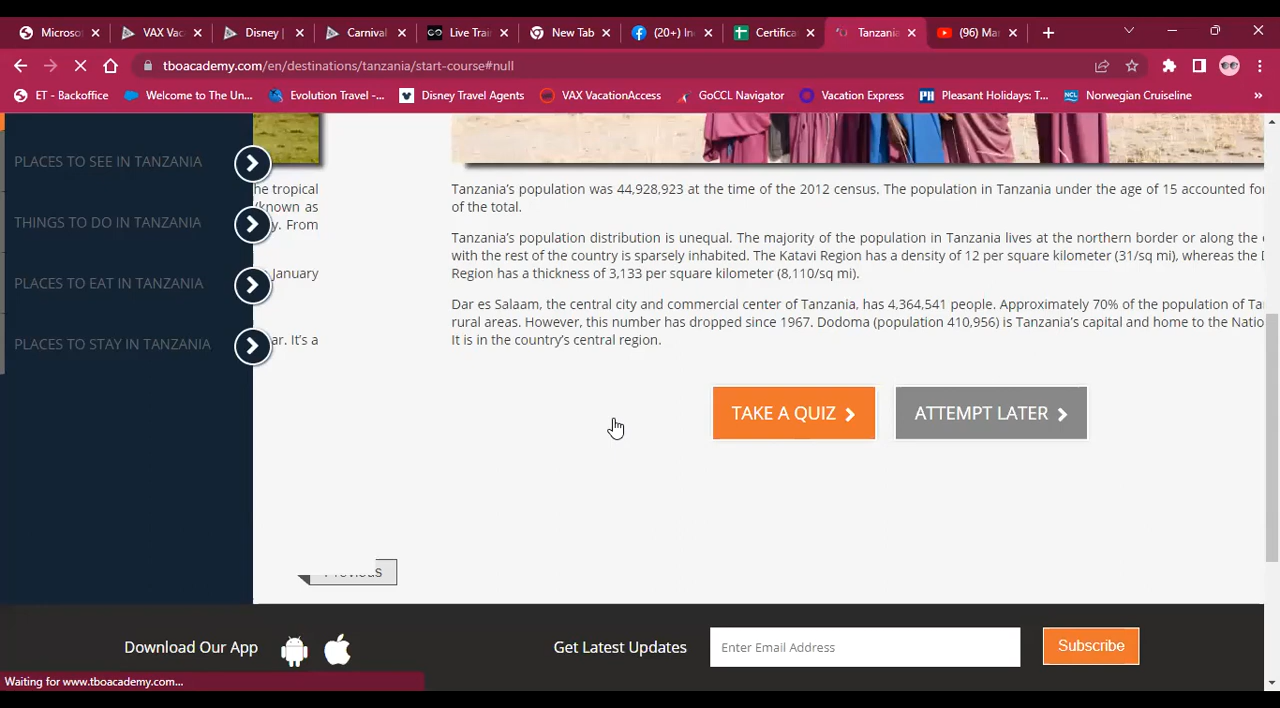 Microso
VAX Vac
Disney |
Carnival
Live Trai
New Tab
(20+) In
Certifica
Tanzania
(96) Ma
tboacademy.com/en/destinations/tanzania/start-course#null
ET - Backoffice
Welcome to The Un...
Evolution Travel -...
Disney Travel Agents
VAX VacationAccess
GoCCL Navigator
Vacation Express
Pleasant Holidays: T...
Norwegian Cruiseline
»
PLACES TO SEE IN TANZANIA
THINGS TO DO IN TANZANIA
PLACES TO EAT IN TANZANIA
PLACES TO STAY IN TANZANIA
he tropical
/known as
y. From
January
ar. It's a
Tanzania's population was 44,928,923 at the time of the 2012 census. The population in Tanzania under the age of 15 accounted fo
of the total.
Tanzania's population distribution is unequal. The majority of the population in Tanzania lives at the northern border or along the
with the rest of the country is sparsely inhabited. The Katavi Region has a density of 12 per square kilometer (31/sq mi), whereas the
Region has a thickness of 3,133 per square kilometer (8,110/sq mi).
Dar es Salaam, the central city and commercial center of Tanzania, has 4,364,541 people. Approximately 70% of the population of Ta
rural areas. However, this number has dropped since 1967. Dodoma (population 410,956) is Tanzania's capital and home to the Natio
It is in the country's central region.
TAKE A QUIZ
ATTEMPT LATER
Previous
Download Our App
Get Latest Updates
Enter Email Address
Subscribe
Waiting for www.tboacademy.com...